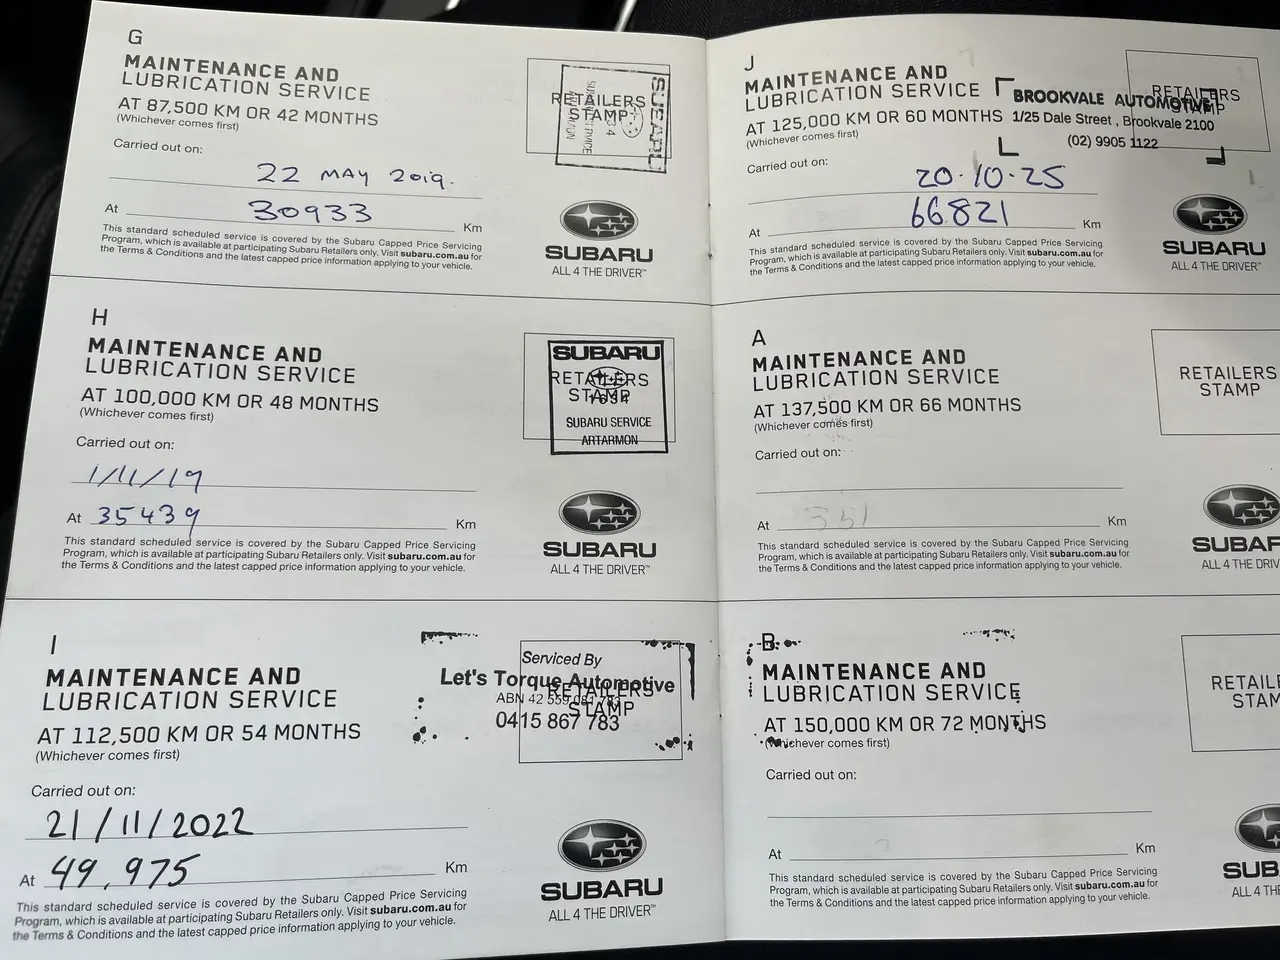 G
MAINTENANCE AND
LUBRICATION SERVICE
AT 87,500 KM OR 42 MONTHS
(Whichever comes first)
RETAILERS
STAMP
SUBARU
Carried out on:
22 MAY 2019.
At 30933 Km
This standard scheduled service is covered by the Subaru Capped Price Servicing
Program, which is available at participating Subaru Retailers only. Visit subaru.com.au for
the Terms & Conditions and the latest capped price information applying to your vehicle.
SUBARU
ALL 4 THE DRIVER™
H
MAINTENANCE AND
LUBRICATION SERVICE
AT 100,000 KM OR 48 MONTHS
(Whichever comes first)
SUBARU
RETAILERS
STAMP
SUBARU SERVICE
ARTARMON
Carried out on:
1/11/19
At 35439 Km
This standard scheduled service is covered by the Subaru Capped Price Servicing
Program, which is available at participating Subaru Retailers only. Visit subaru.com.au for
the Terms & Conditions and the latest capped price information applying to your vehicle.
SUBARU
ALL 4 THE DRIVER™
I
MAINTENANCE AND
LUBRICATION SERVICE
AT 112,500 KM OR 54 MONTHS
(Whichever comes first)
Serviced By
Let's Torque Automotive
RETAILERS
ABN 42 559
STAMP
0415 867 783
Carried out on:
21/11/2022
At 49,975 Km
This standard scheduled service is covered by the Subaru Capped Price Servicing
Program, which is available at participating Subaru Retailers only. Visit subaru.com.au for
the Terms & Conditions and the latest capped price information applying to your vehicle.
SUBARU
ALL 4 THE DRIVER™
J
MAINTENANCE AND
LUBRICATION SERVICE
AT 125,000 KM OR 60 MONTHS
(Whichever comes first)
RETAILERS
STAMP
BROOKVALE AUTOMOTIVE
1/25 Dale Street , Brookvale 2100
(02) 9905 1122
Carried out on:
20.10.25
At 66821 Km
This standard scheduled service is covered by the Subaru Capped Price Servicing
Program, which is available at participating Subaru Retailers only. Visit subaru.com.au for
the Terms & Conditions and the latest capped price information applying to your vehicle.
SUBARU
ALL 4 THE DRIVER™
A
MAINTENANCE AND
LUBRICATION SERVICE
AT 137,500 KM OR 66 MONTHS
(Whichever comes first)
RETAILERS
STAMP
Carried out on:
At Km
This standard scheduled service is covered by the Subaru Capped Price Servicing
Program, which is available at participating Subaru Retailers only. Visit subaru.com.au for
the Terms & Conditions and the latest capped price information applying to your vehicle.
SUBAR
ALL 4 THE DRIV
B
MAINTENANCE AND
LUBRICATION SERVICE
AT 150,000 KM OR 72 MONTHS
(Whichever comes first)
RETAILE
STAM
Carried out on:
At Km
This standard scheduled service is covered by the Subaru Capped Price Servicing
Program, which is available at participating Subaru Retailers only. Visit subaru.com.au for
the Terms & Conditions and the latest capped price information applying to your vehicle.
SUB
ALL 4 TH